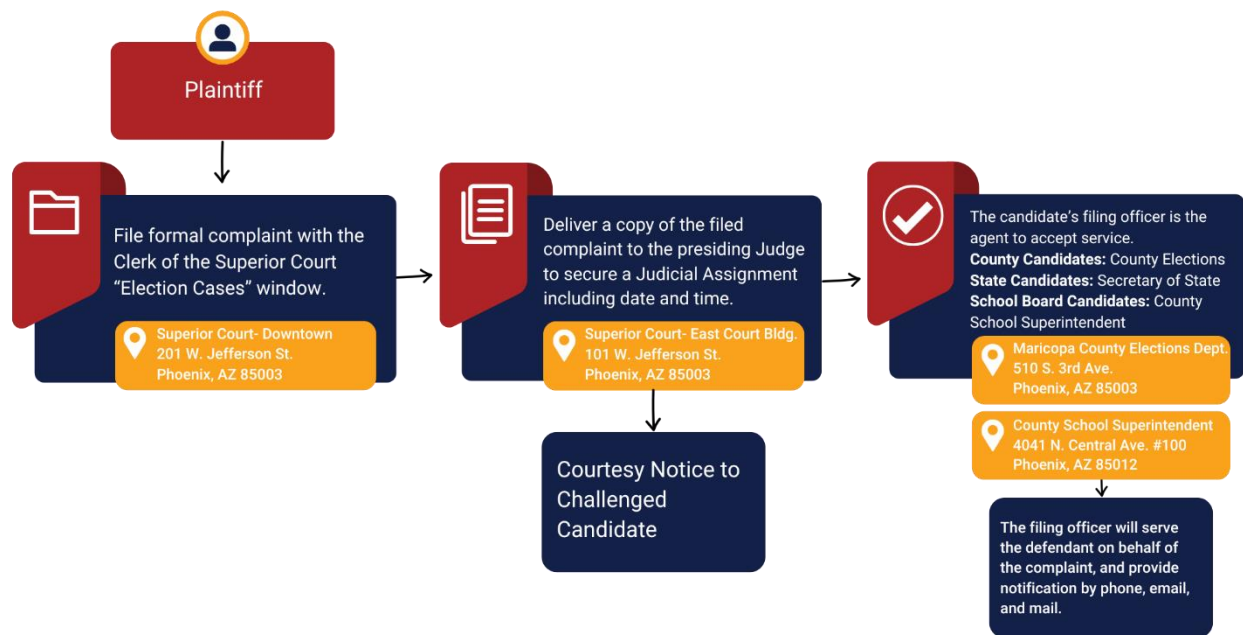 Plaintiff
File formal complaint with the
Clerk of the Superior Court
“Election Cases” window.
Superior Court- Downtown
201 W. Jefferson St.
Phoenix, AZ 85003
Deliver a copy of the filed
complaint to the presiding Judge
to secure a Judicial Assignment
including date and time.
Superior Court- East Court Bldg.
101 W. Jefferson St.
Phoenix, AZ 85003
Courtesy Notice to
Challenged
Candidate
The candidate’s filing officer is the
agent to accept service.
County Candidates: County Elections
State Candidates: Secretary of State
School Board Candidates: County
School Superintendent
Maricopa County Elections Dept.
510 S. 3rd Ave.
Phoenix, AZ 85003
County School Superintendent
4041 N. Central Ave. #100
Phoenix, AZ 85012
The filing officer will serve
the defendant on behalf of
the complaint, and provide
notification by phone, email,
and mail.